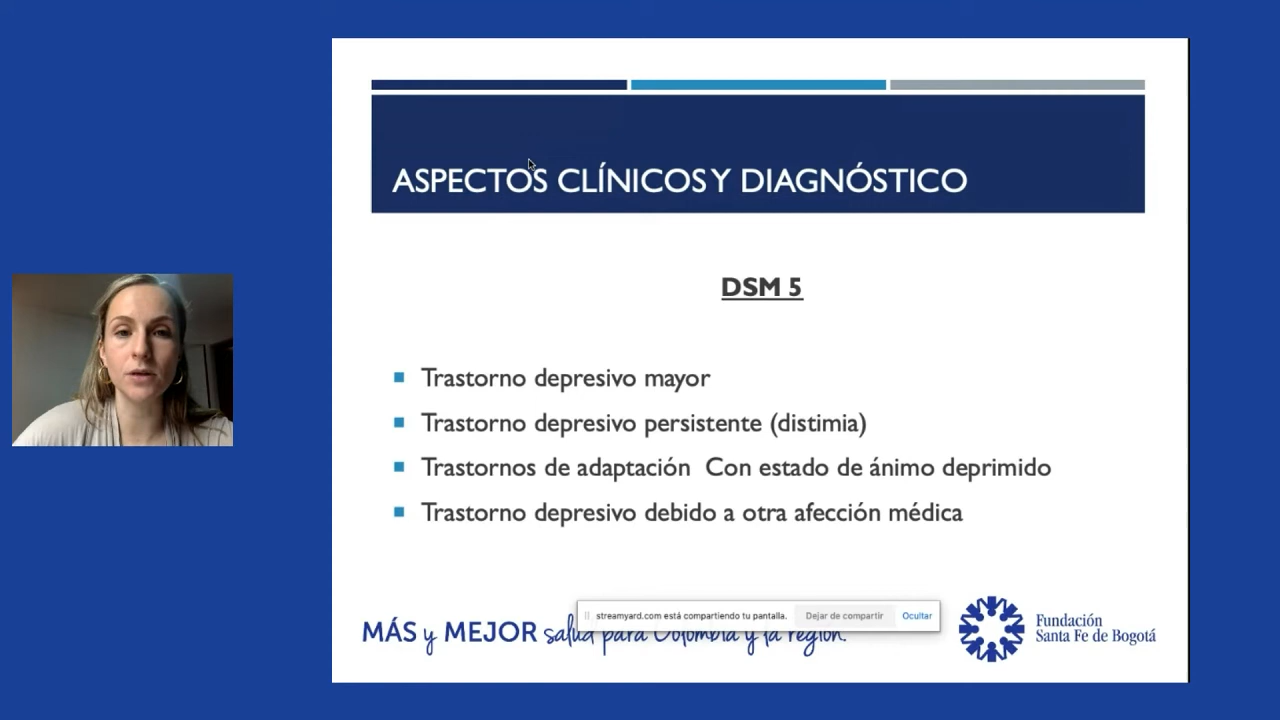 ASPECTOS CLÍNICOS Y DIAGNÓSTICO
DSM 5
Trastorno depresivo mayor
Trastorno depresivo persistente (distimia)
Trastornos de adaptación  Con estado de ánimo deprimido
Trastorno depresivo debido a otra afección médica
streamyard.com está compartiendo tu pantalla. Dejar de compartir Ocultar
MÁS y MEJOR salud para Colombia y la región.
Fundación
Santa Fe de Bogotá